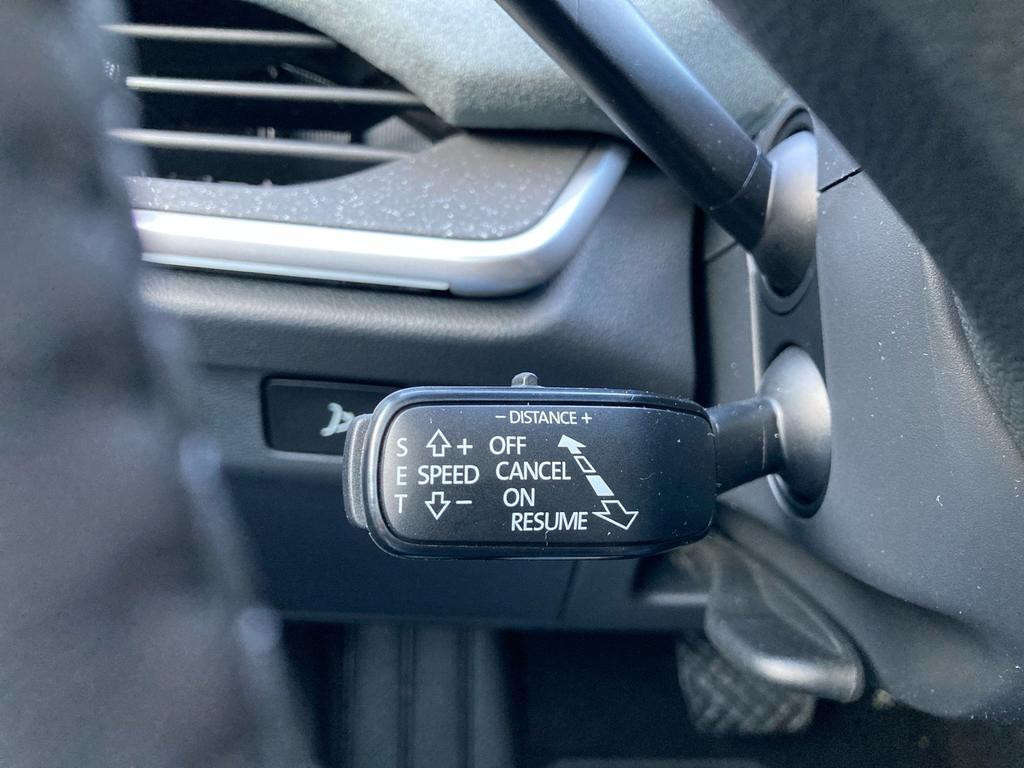 - DISTANCE +
S + OFF
E SPEED CANCEL
T - ON
RESUME